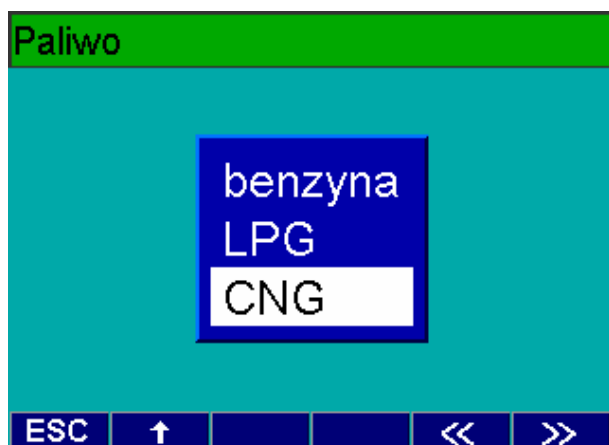 Paliwo
benzyna
LPG
CNG
ESC ↑ << >>